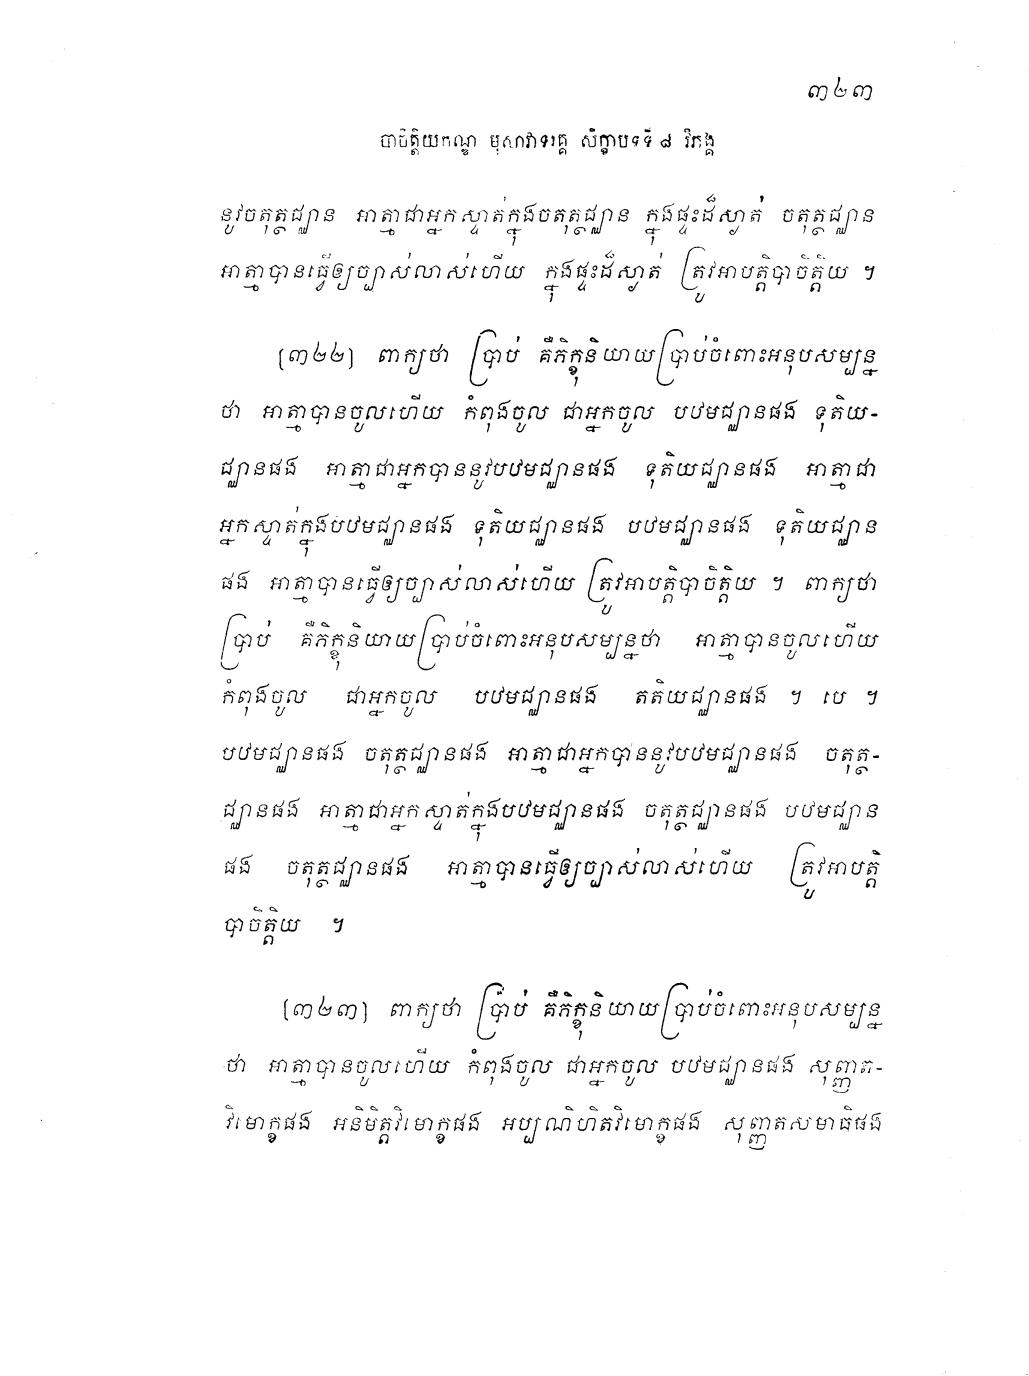 ៣២៣
បាចិត្តិយកណ្ឌ មុសាវាទវគ្គ សិក្ខាបទទី ៨ វិភង្គ
នូវចតុត្ថជ្ឈាន អាត្មាជាអ្នកស្ទាត់ក្នុងចតុត្ថជ្ឈាន ក្នុងផ្ទះដ៏ស្ងាត់ ចតុត្ថជ្ឈាន
អាត្មាបានធ្វើឲ្យច្បាស់លាស់ហើយ ក្នុងផ្ទះដ៏ស្ងាត់ ត្រូវអាបត្តិបាចិត្តិយ ។
[៣២២] ពាក្យថា ប្រាប់ គឺភិក្ខុនិយាយប្រាប់ចំពោះអនុបសម្បន្ន
ថា អាត្មាបានចូលហើយ កំពុងចូល ជាអ្នកចូល បឋមជ្ឈានផង ទុតិយ-
ជ្ឈានផង អាត្មាជាអ្នកបាននូវបឋមជ្ឈានផង ទុតិយជ្ឈានផង អាត្មាជា
អ្នកស្ទាត់ក្នុងបឋមជ្ឈានផង ទុតិយជ្ឈានផង បឋមជ្ឈានផង ទុតិយជ្ឈាន
ផង អាត្មាបានធ្វើឲ្យច្បាស់លាស់ហើយ ត្រូវអាបត្តិបាចិត្តិយ ។ ពាក្យថា
ប្រាប់ គឺភិក្ខុនិយាយប្រាប់ចំពោះអនុបសម្បន្នថា អាត្មាបានចូលហើយ
កំពុងចូល ជាអ្នកចូល បឋមជ្ឈានផង តតិយជ្ឈានផង ។ បេ ។
បឋមជ្ឈានផង ចតុត្ថជ្ឈានផង អាត្មាជាអ្នកបាននូវបឋមជ្ឈានផង ចតុត្ថ-
ជ្ឈានផង អាត្មាជាអ្នកស្ទាត់ក្នុងបឋមជ្ឈានផង ចតុត្ថជ្ឈានផង បឋមជ្ឈាន
ផង ចតុត្ថជ្ឈានផង អាត្មាបានធ្វើឲ្យច្បាស់លាស់ហើយ ត្រូវអាបត្តិ
បាចិត្តិយ ។
[៣២៣] ពាក្យថា ប្រាប់ គឺភិក្ខុនិយាយប្រាប់ចំពោះអនុបសម្បន្ន
ថា អាត្មាបានចូលហើយ កំពុងចូល ជាអ្នកចូល បឋមជ្ឈានផង សុញ្ញត-
វិមោក្ខផង អនិមិត្តវិមោក្ខផង អប្បណិហិតវិមោក្ខផង សុញ្ញតសមាធិផង